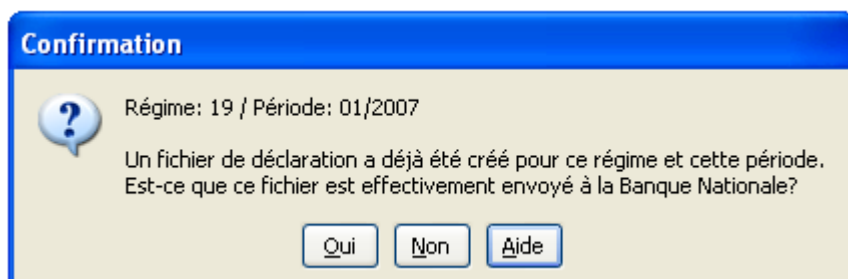 Confirmation
Régime: 19 / Période: 01/2007
Un fichier de déclaration a déjà été créé pour ce régime et cette période.
Est-ce que ce fichier est effectivement envoyé à la Banque Nationale?
Oui Non Aide